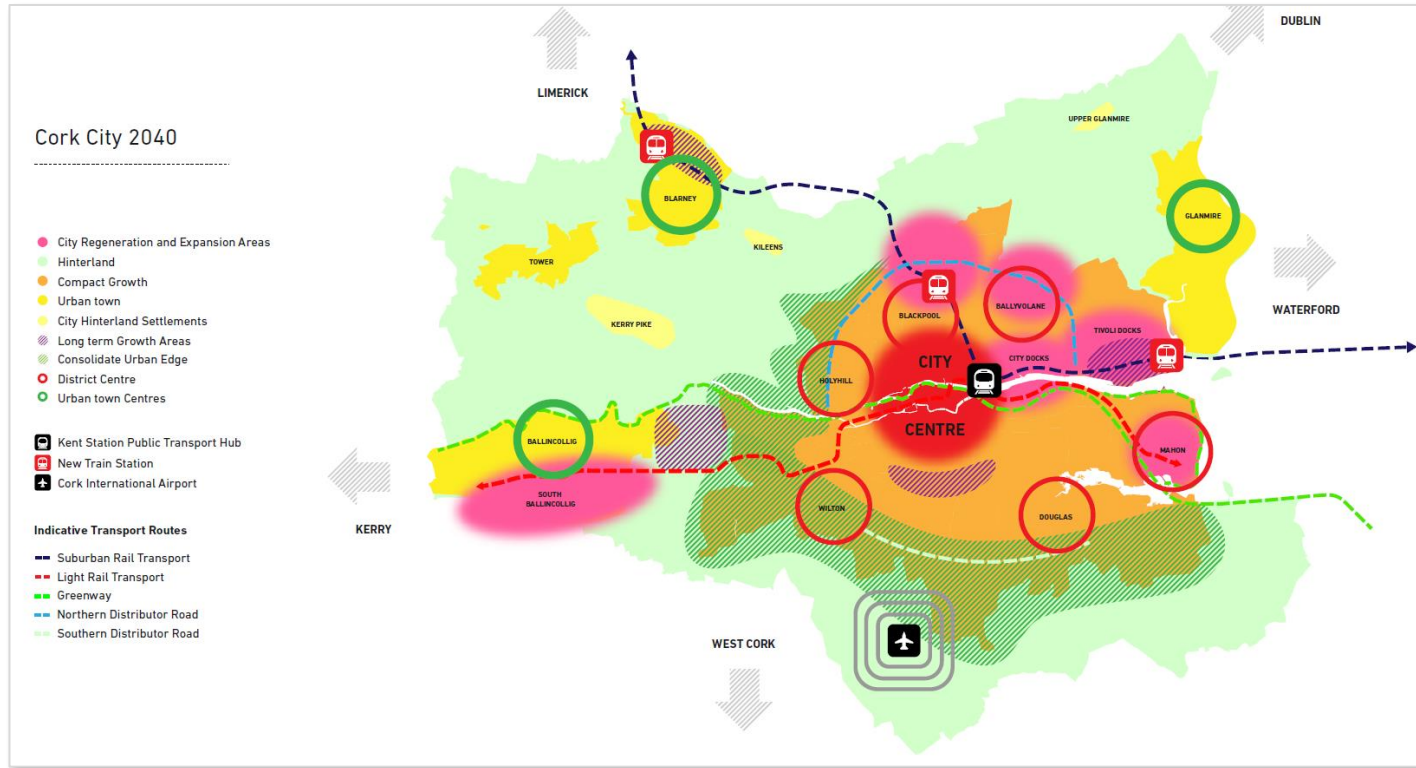 Cork City 2040
City Regeneration and Expansion Areas
Hinterland
Compact Growth
Urban town
City Hinterland Settlements
Long term Growth Areas
Consolidate Urban Edge
District Centre
Urban town Centres
Kent Station Public Transport Hub
New Train Station
Cork International Airport
Indicative Transport Routes
Suburban Rail Transport
Light Rail Transport
Greenway
Northern Distributor Road
Southern Distributor Road
DUBLIN
LIMERICK
UPPER GLANMIRE
BLARNEY
GLANMIRE
KILEENS
TOWER
WATERFORD
BALLYVOLANE
BLACKPOOL
KERRY PIKE
TIVOLI DOCKS
CITY DOCKS
CITY
HOLYHILL
CENTRE
BALLINCOLLIG
MAHON
SOUTH
BALLINCOLLIG
WILTON
DOUGLAS
KERRY
WEST CORK